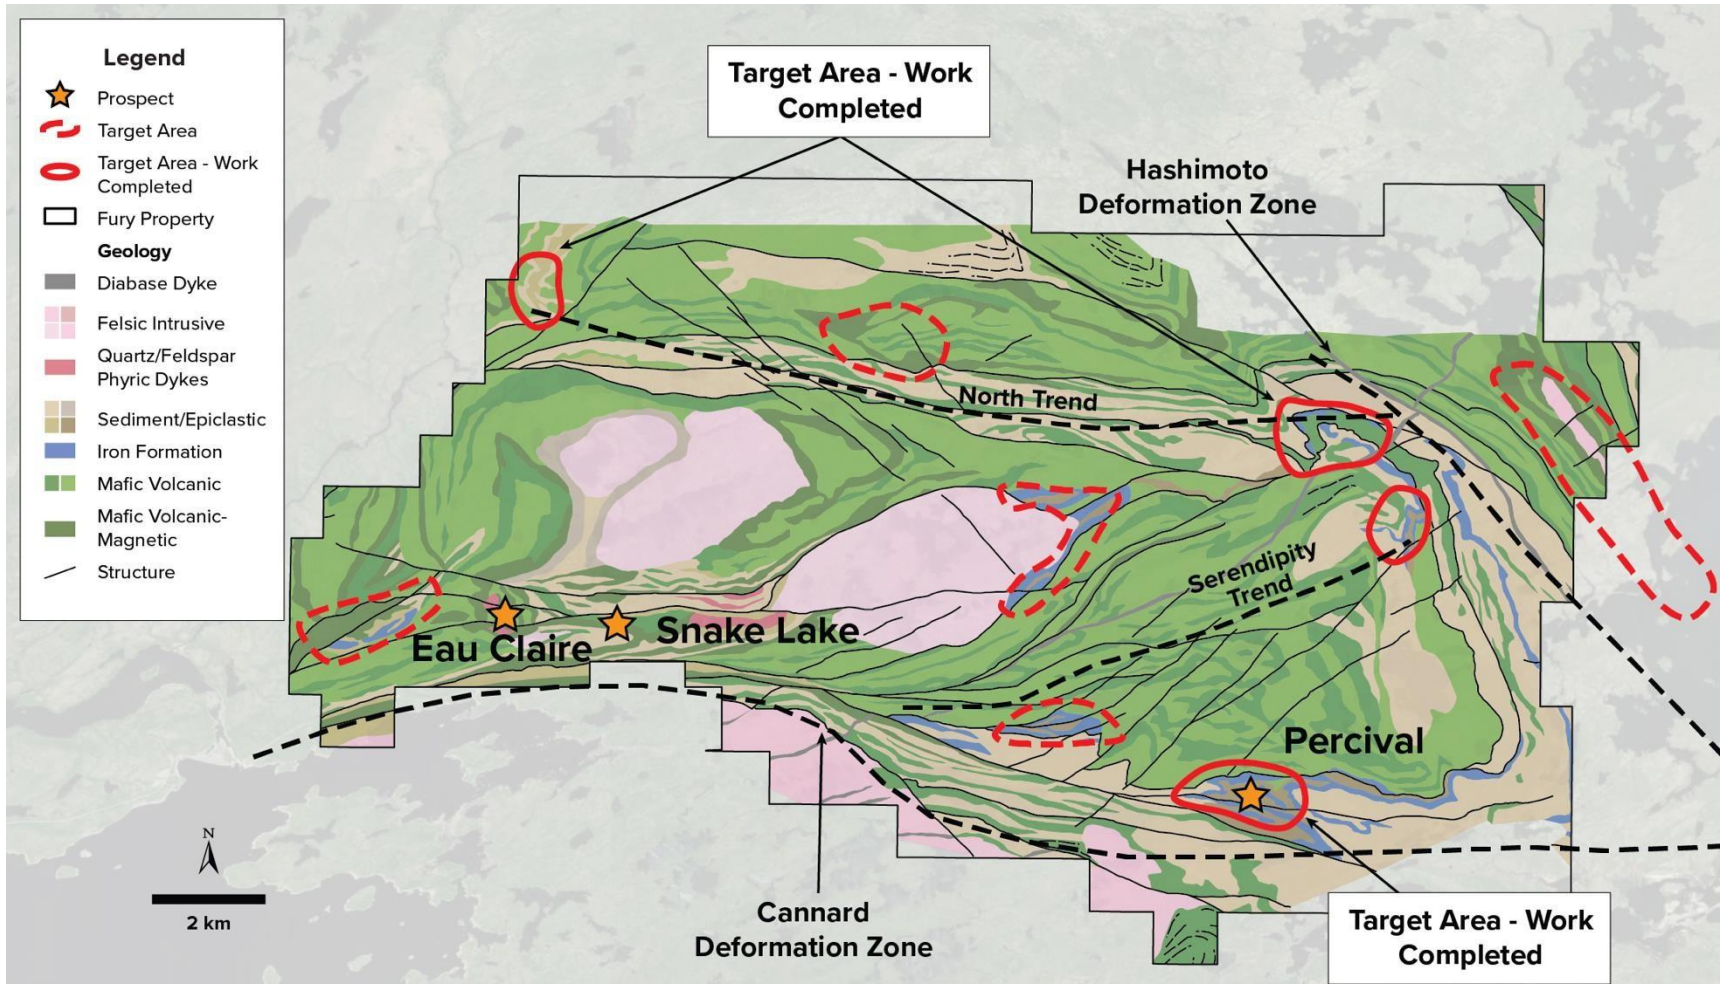 Legend
Prospect
Target Area
Target Area - Work
Completed
Fury Property
Geology
Diabase Dyke
Felsic Intrusive
Quartz/Feldspar
Phyric Dykes
Sediment/Epiclastic
Iron Formation
Mafic Volcanic
Mafic Volcanic-
Magnetic
Structure
Target Area - Work
Completed
Hashimoto
Deformation Zone
North Trend
Serendipity
Trend
Eau Claire
Snake Lake
Percival
N
2 km
Cannard
Deformation Zone
Target Area - Work
Completed